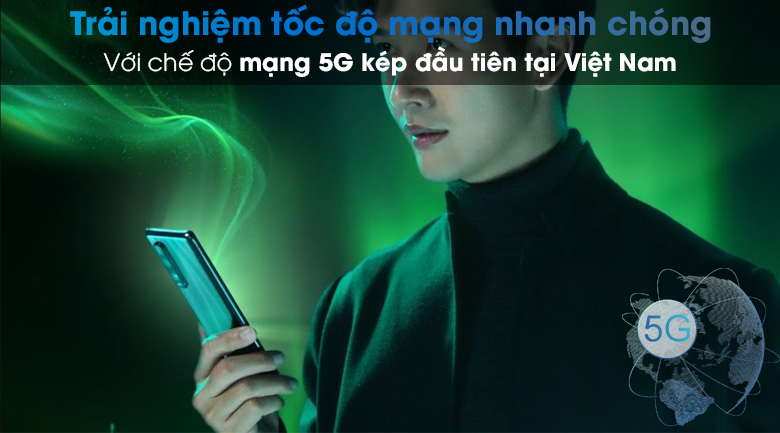 Trải nghiệm tốc độ mạng nhanh chóng
Với chế độ mạng 5G kép đầu tiên tại Việt Nam
5G